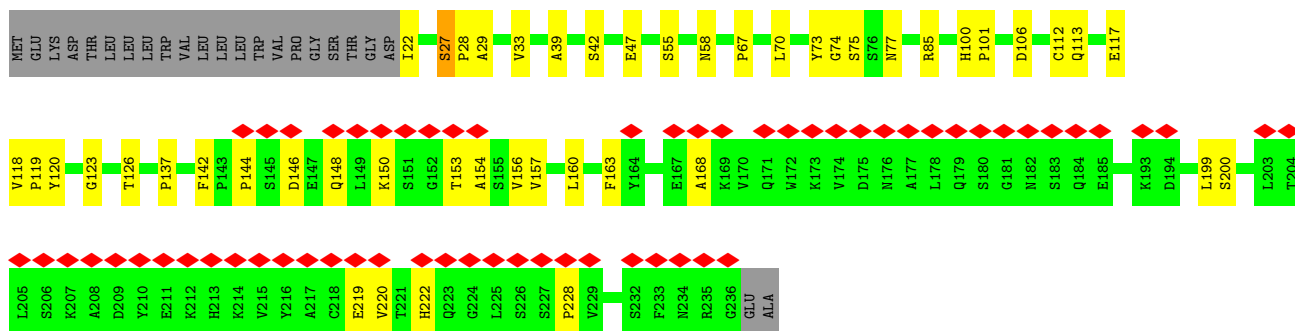 MET GLU LYS ASP THR LEU LEU LEU TRP VAL LEU LEU LEU TRP VAL PRO GLY SER THR GLY ASP I22 S27 P28 A29 V33 A39 S42 E47 S55 N58 P67 L70 Y73 G74 S75 S76 N77 R85 H100 P101 D106 C112 Q113 E117
V118 P119 Y120 G123 T126 P137 F142 P143 P144 S145 D146 E147 Q148 L149 K150 S151 G152 T153 A154 S155 V156 V157 L160 F163 Y164 E167 A168 K169 V170 Q171 W172 K173 V174 D175 N176 A177 L178 Q179 S180 G181 N182 S183 Q184 E185 K193 D194 L199 S200 L203 T204
L205 S206 K207 A208 D209 Y210 E211 K212 H213 K214 V215 Y216 A217 C218 E219 V220 T221 H222 Q223 G224 L225 S226 S227 P228 V229 S232 F233 N234 R235 G236 GLU ALA